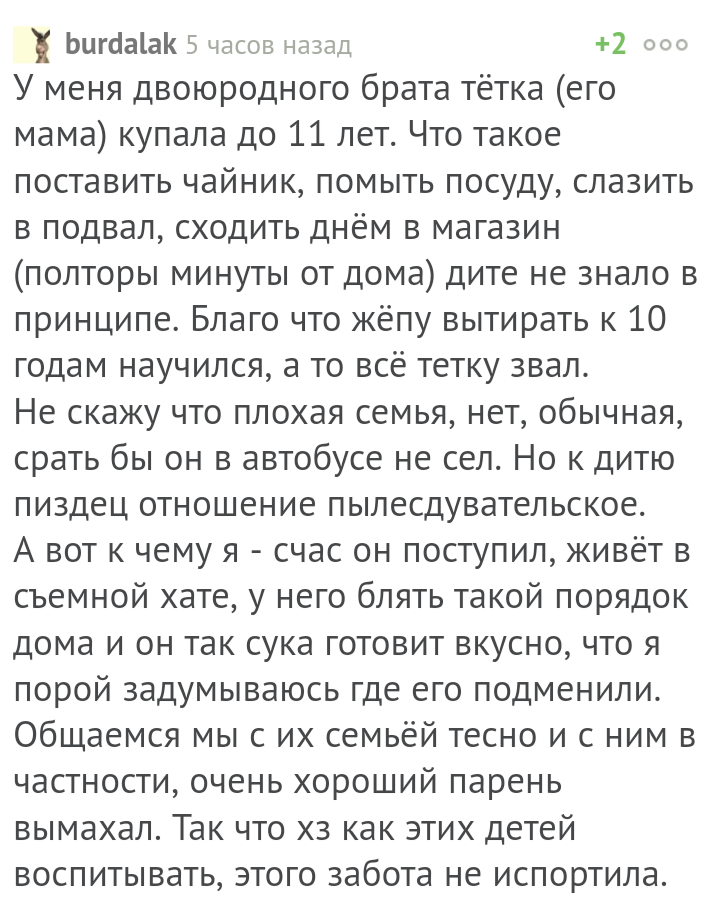 burdalak 5 часов назад +2
У меня двоюродного брата тётка (его
мама) купала до 11 лет. Что такое
поставить чайник, помыть посуду, слазить
в подвал, сходить днём в магазин
(полторы минуты от дома) дите не знало в
принципе. Благо что жёпу вытирать к 10
годам научился, а то всё тетку звал.
Не скажу что плохая семья, нет, обычная,
срать бы он в автобусе не сел. Но к дитю
пиздец отношение пылесдувательское.
А вот к чему я - счас он поступил, живёт в
съемной хате, у него блять такой порядок
дома и он так сука готовит вкусно, что я
порой задумываюсь где его подменили.
Общаемся мы с их семьёй тесно и с ним в
частности, очень хороший парень
вымахал. Так что хз как этих детей
воспитывать, этого забота не испортила.